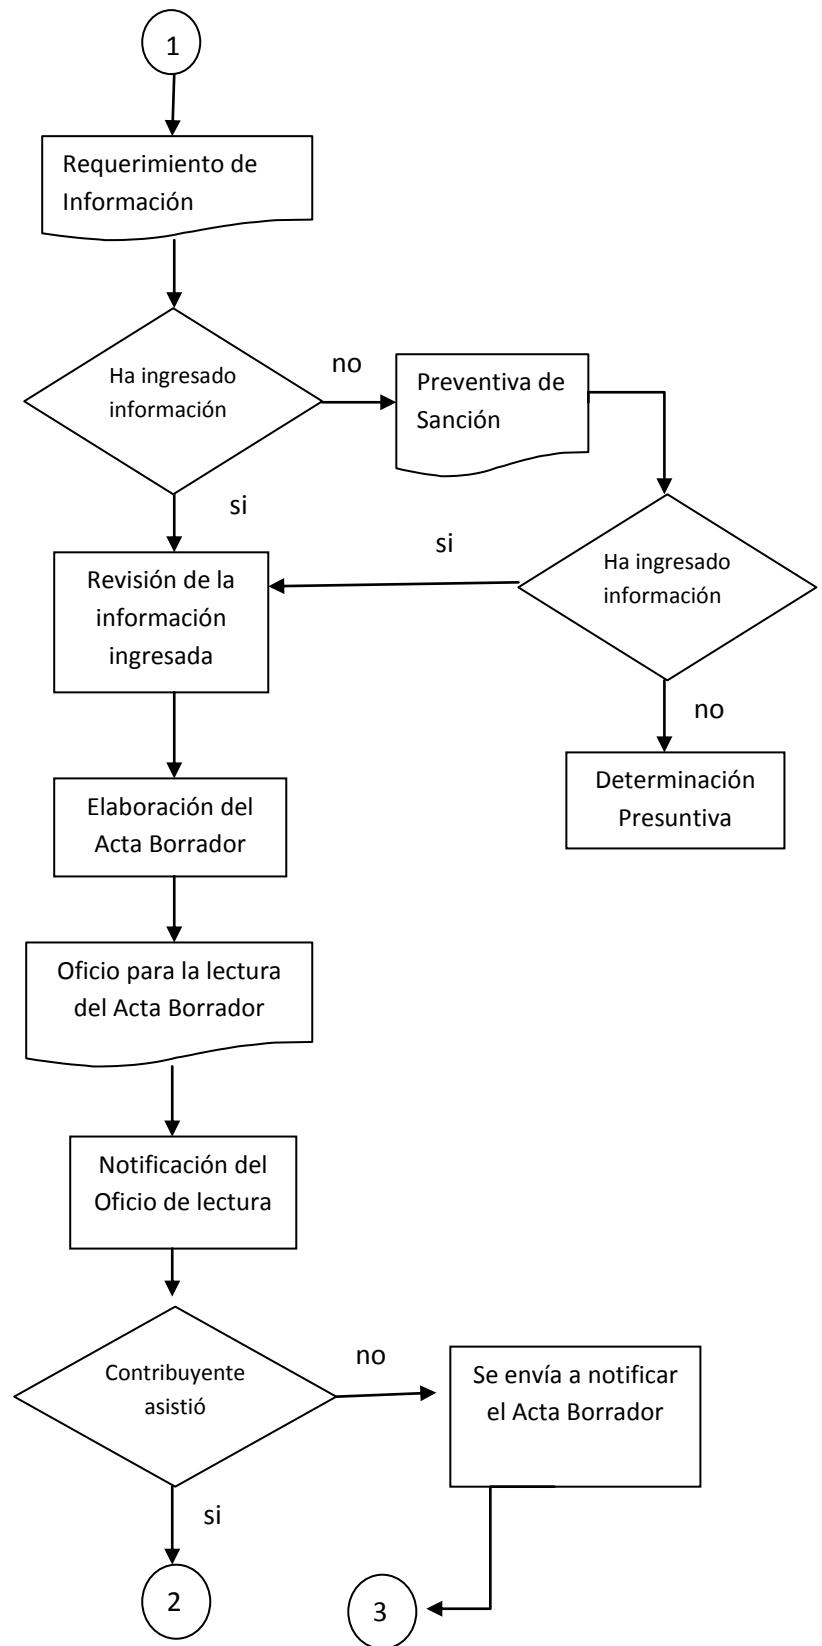 1
Requerimiento de
Información
Ha ingresado
información
no
Preventiva de
Sanción
si
si
Ha ingresado
información
Revisión de la
información
ingresada
no
Determinación
Presuntiva
Elaboración del
Acta Borrador
Oficio para la lectura
del Acta Borrador
Notificación del
Oficio de lectura
Contribuyente
asistió
no
Se envía a notificar
el Acta Borrador
si
2
3